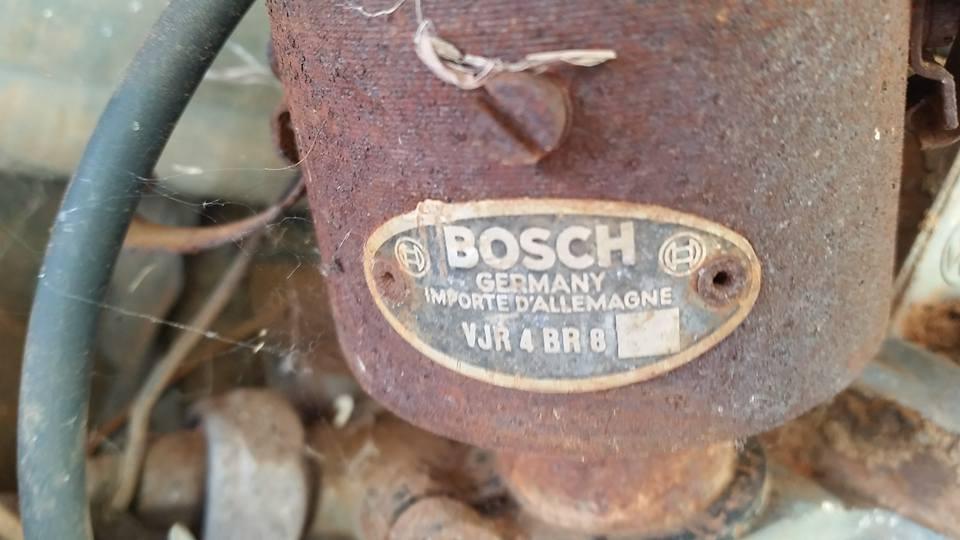 BOSCH
GERMANY
IMPORTE D'ALLEMAGNE
VJR 4 BR 8